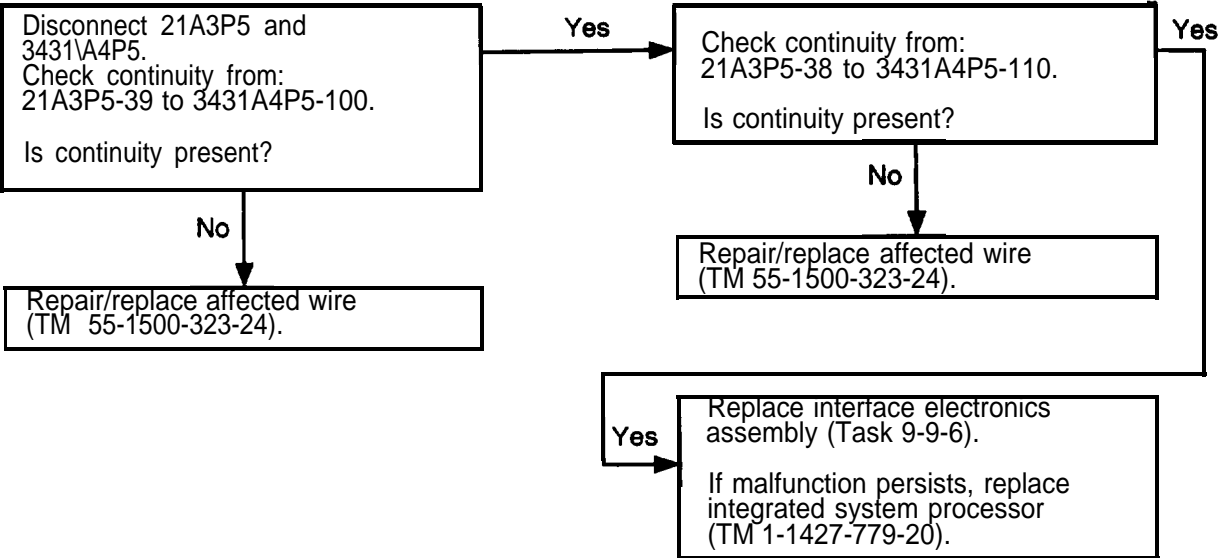 Disconnect 21A3P5 and
3431\A4P5.
Check continuity from:
21A3P5-39 to 3431A4P5-100.
Is continuity present?
Yes
Check continuity from:
21A3P5-38 to 3431A4P5-110.
Is continuity present?
Yes
No
Repair/replace affected wire
(TM 55-1500-323-24).
No
Repair/replace affected wire
(TM 55-1500-323-24).
Yes
Replace interface electronics
assembly (Task 9-9-6).
If malfunction persists, replace
integrated system processor
(TM 1-1427-779-20).